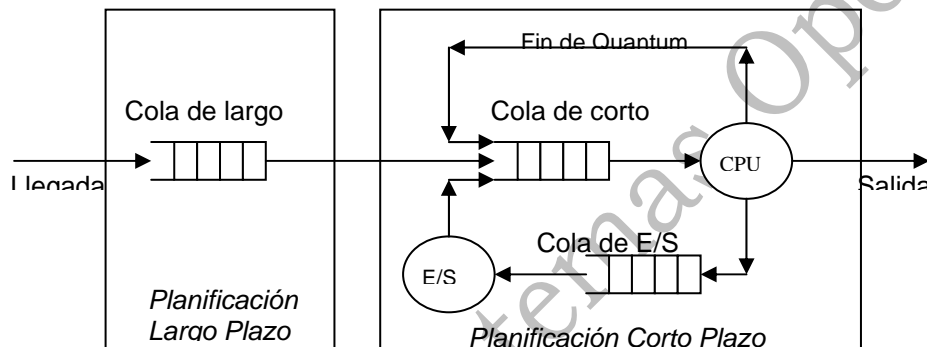 Fin de Quantum
Cola de largo
Cola de corto
CPU
Llegada
Salida
Cola de E/S
E/S
Planificación
Largo Plazo
Planificación Corto Plazo